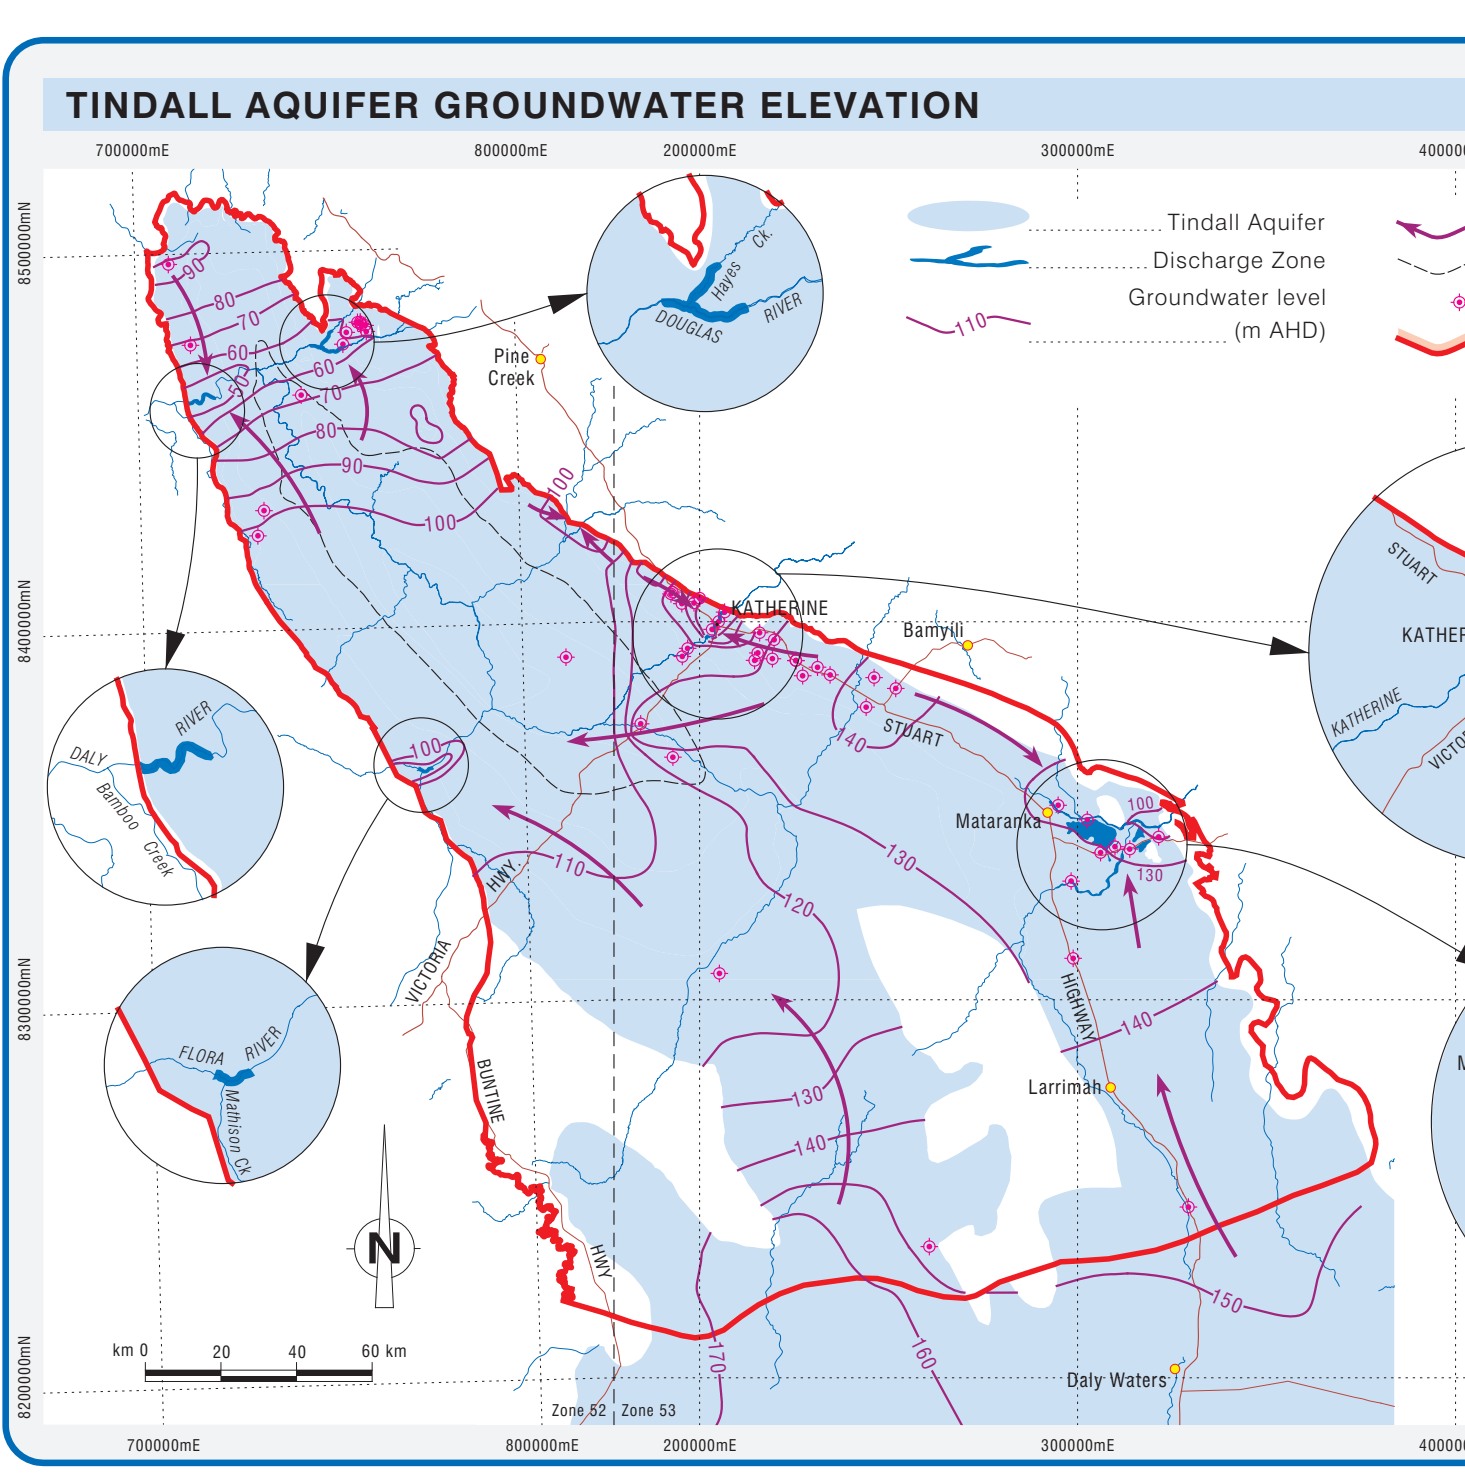 TINDALL AQUIFER GROUNDWATER ELEVATION
700000mE
800000mE
200000mE
300000mE
8500000mN
8400000mN
8300000mN
8200000mN
Tindall Aquifer
Discharge Zone
Groundwater level
(m AHD)
110
Hayes
Ck.
DOUGLAS
RIVER
90
80
70
60
50
60
70
80
90
100
Pine
Creek
100
KATHERINE
Bamyili
STUART
KATHERINE
140
STUART
DALY
RIVER
Bamboo
Creek
100
Mataranka
100
130
130
120
110
HWY.
VICTORIA
HIGHWAY
140
FLORA
RIVER
Mathison Ck
BUNTINE
HWY
130
140
Larrimah
150
160
170
Daly Waters
N
km 0
20
40
60 km
Zone 52
Zone 53
700000mE
800000mE
200000mE
300000mE